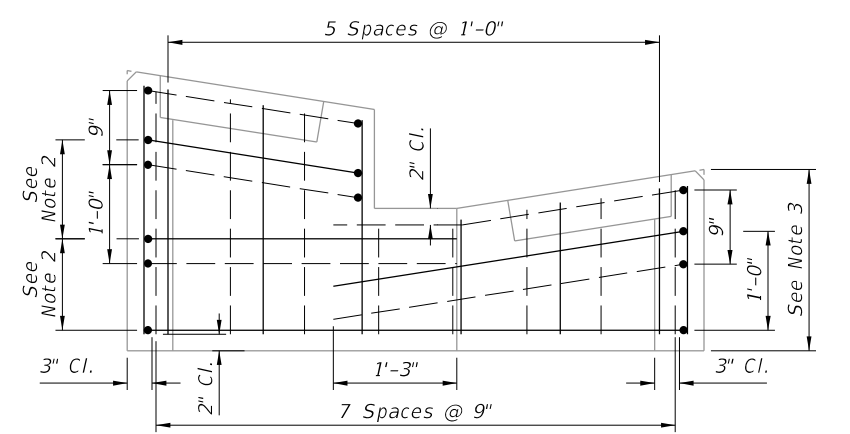 5 Spaces @ 1'-0"
9"
2" Cl.
See
Note 2
1'-0"
9"
See
Note 2
1'-0"
See Note 3
3" Cl.
2" Cl.
1'-3"
3" Cl.
7 Spaces @ 9"